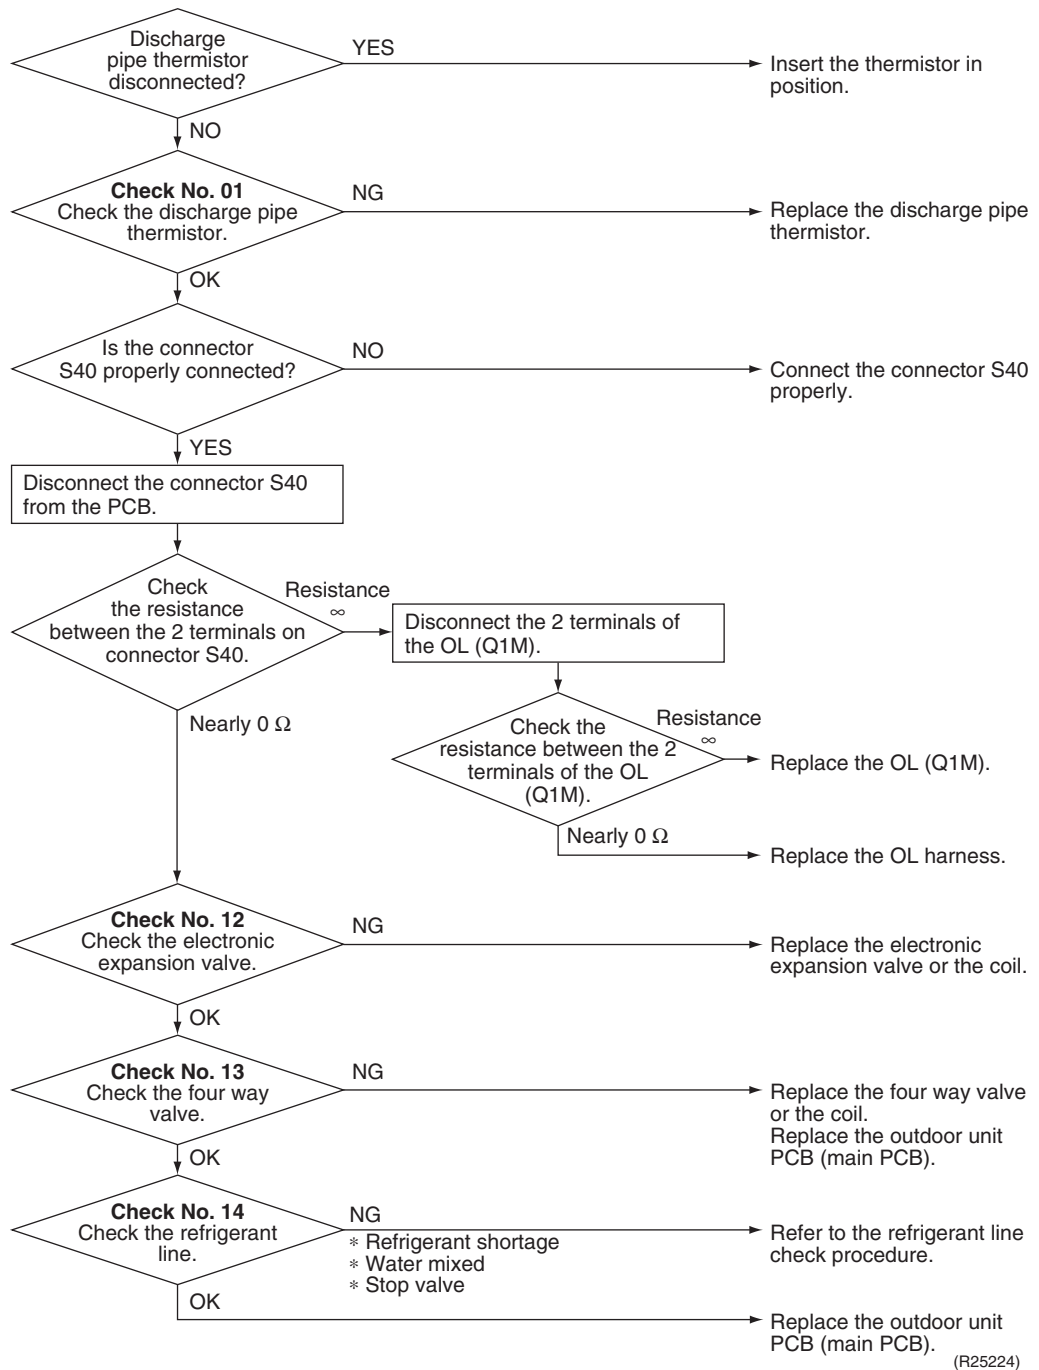 Discharge
pipe thermistor
disconnected?
YES
Insert the thermistor in
position.
NO
Check No. 01
Check the discharge pipe
thermistor.
NG
Replace the discharge pipe
thermistor.
OK
Is the connector
S40 properly connected?
NO
Connect the connector S40
properly.
YES
Disconnect the connector S40
from the PCB.
Check
the resistance
between the 2 terminals on
connector S40.
Resistance
∞
Disconnect the 2 terminals of
the OL (Q1M).
Nearly 0 Ω
Check the
resistance between the 2
terminals of the OL
(Q1M).
Resistance
∞
Replace the OL (Q1M).
Nearly 0 Ω
Replace the OL harness.
Check No. 12
Check the electronic
expansion valve.
NG
Replace the electronic
expansion valve or the coil.
OK
Check No. 13
Check the four way
valve.
NG
Replace the four way valve
or the coil.
Replace the outdoor unit
PCB (main PCB).
OK
Check No. 14
Check the refrigerant
line.
NG
∗ Refrigerant shortage
∗ Water mixed
∗ Stop valve
Refer to the refrigerant line
check procedure.
OK
Replace the outdoor unit
PCB (main PCB).
(R25224)